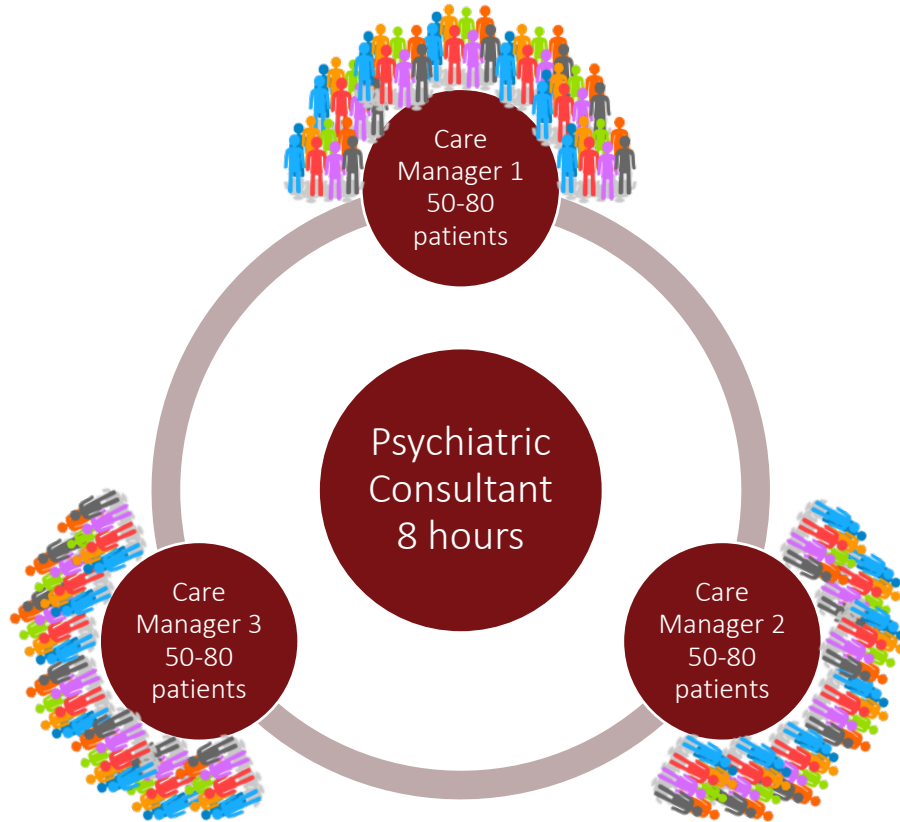 Care
Manager 1
50-80
patients
Psychiatric
Consultant
8 hours
Care
Manager 3
50-80
patients
Care
Manager 2
50-80
patients